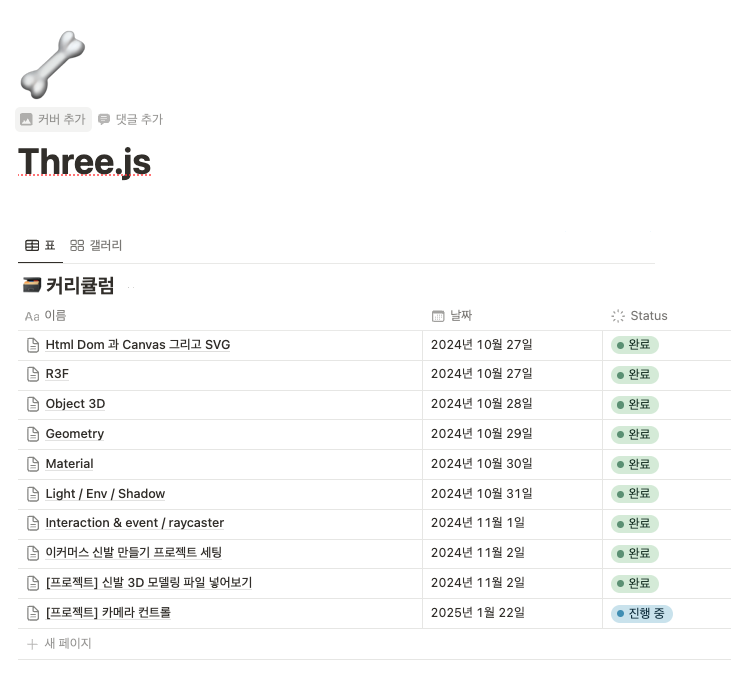 커버 추가 댓글 추가
Three.js
표 갤러리
커리큘럼
Aa 이름 날짜 Status
Html Dom 과 Canvas 그리고 SVG 2024년 10월 27일 완료
R3F 2024년 10월 27일 완료
Object 3D 2024년 10월 28일 완료
Geometry 2024년 10월 29일 완료
Material 2024년 10월 30일 완료
Light / Env / Shadow 2024년 10월 31일 완료
Interaction & event / raycaster 2024년 11월 1일 완료
이커머스 신발 만들기 프로젝트 세팅 2024년 11월 2일 완료
[프로젝트] 신발 3D 모델링 파일 넣어보기 2024년 11월 2일 완료
[프로젝트] 카메라 컨트롤 2025년 1월 22일 진행 중
새 페이지